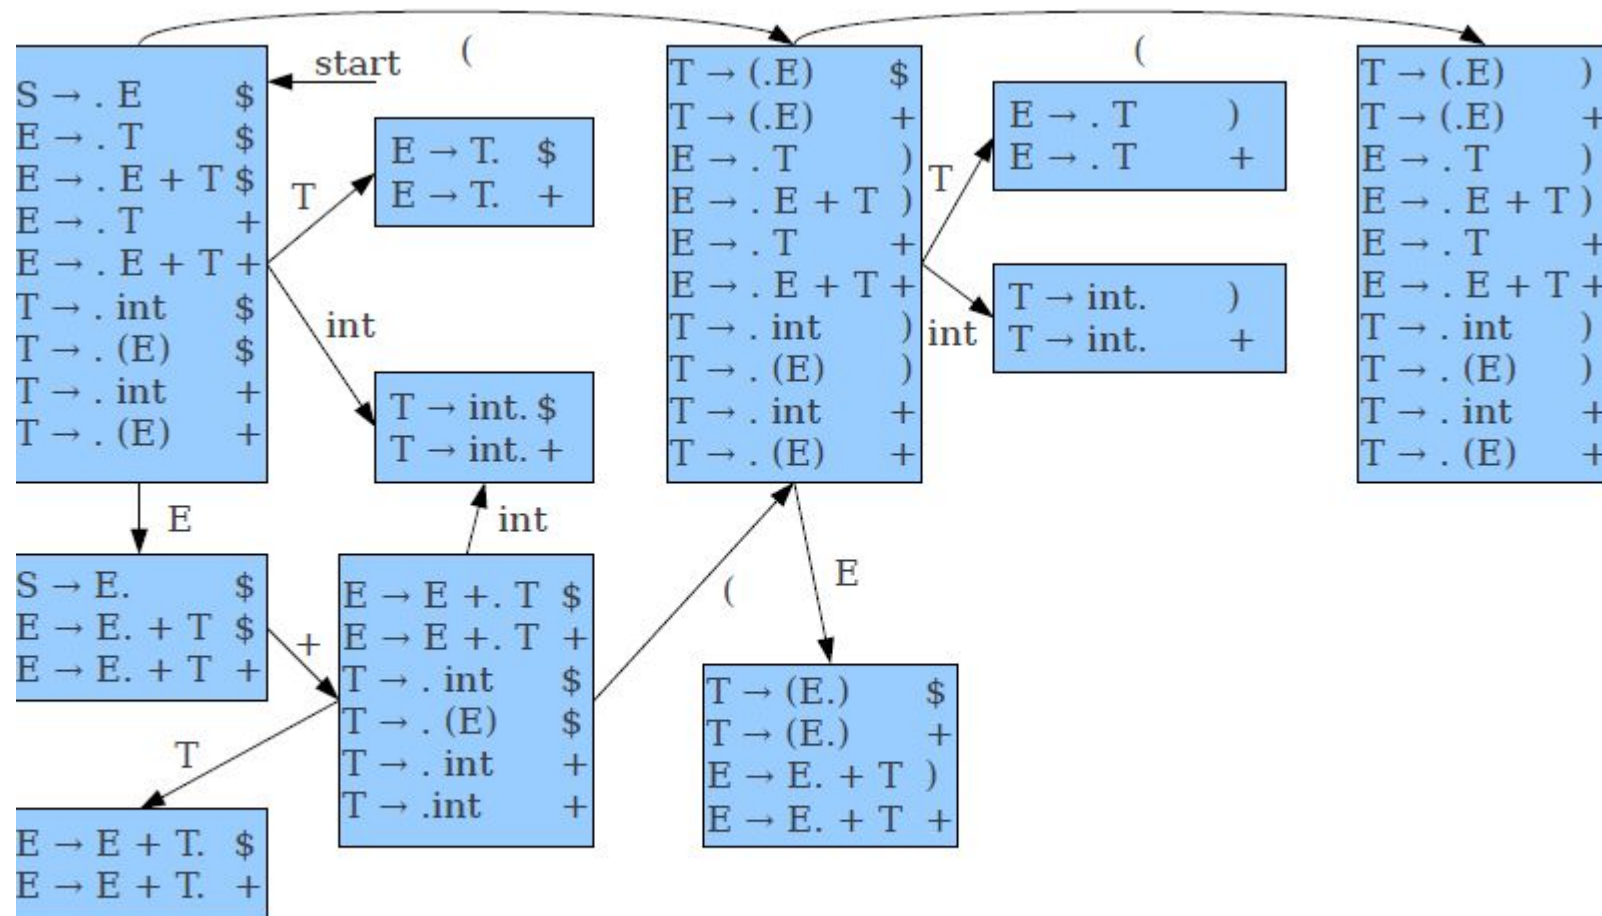 (
(
start
S → . E $
E → . T $
E → . E + T $
E → . T +
E → . E + T +
T → . int $
T → . (E) $
T → . int +
T → . (E) +
T
E → T. $
E → T. +
int
T → int. $
T → int. +
T → (.E) $
T → (.E) +
E → . T )
E → . E + T )
E → . T +
E → . E + T +
T → . int )
T → . (E) )
T → . int +
T → . (E) +
T
E → . T )
E → . T +
int
T → int. )
T → int. +
T → (.E) )
T → (.E) +
E → . T )
E → . E + T )
E → . T +
E → . E + T +
T → . int )
T → . (E) )
T → . int +
T → . (E) +
E
int
S → E. $
E → E. + T $
E → E. + T +
+
E → E +. T $
E → E +. T +
T → . int $
T → . (E) $
T → . int +
T → .int +
(
E
T → (E.) $
T → (E.) +
E → E. + T )
E → E. + T +
T
E → E + T. $
E → E + T. +